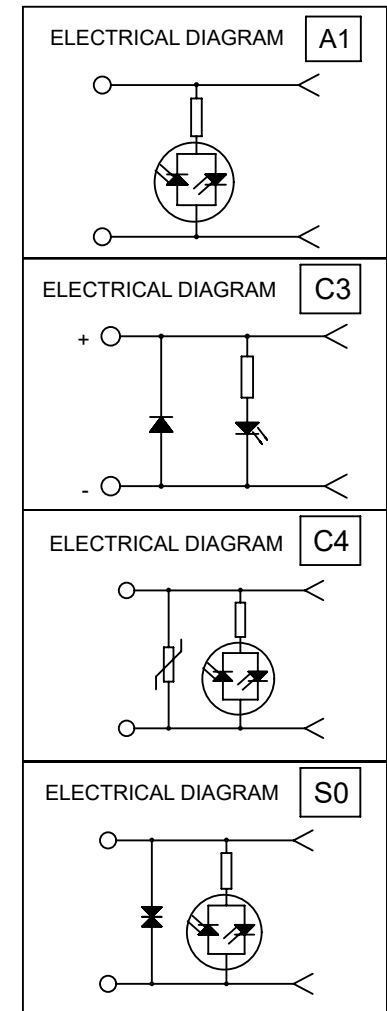 ELECTRICAL DIAGRAM A1
ELECTRICAL DIAGRAM C3
+
-
ELECTRICAL DIAGRAM C4
ELECTRICAL DIAGRAM S0